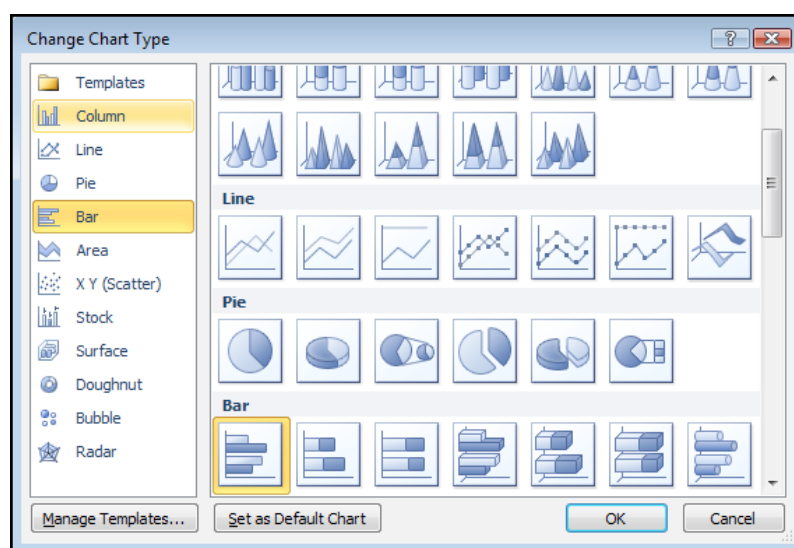 Change Chart Type
Templates
Column
Line
Pie
Bar
Area
X Y (Scatter)
Stock
Surface
Doughnut
Bubble
Radar
Line
Pie
Bar
Manage Templates...
Set as Default Chart
OK
Cancel